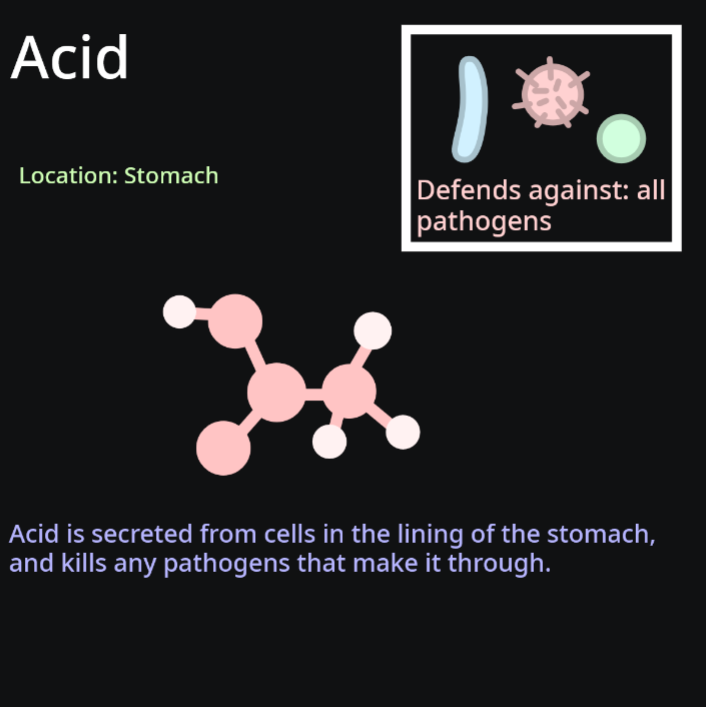 Acid
Location: Stomach
Defends against: all
pathogens
Acid is secreted from cells in the lining of the stomach,
and kills any pathogens that make it through.